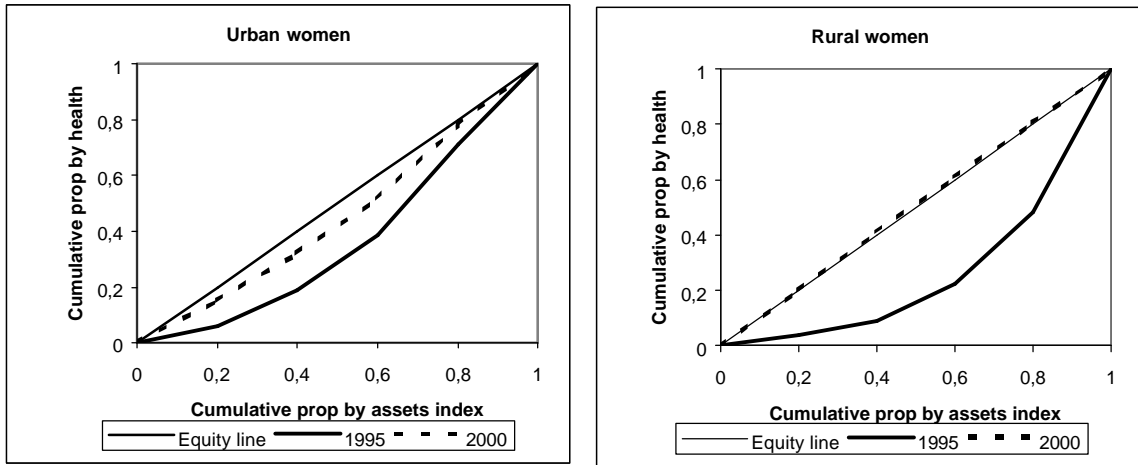 Urban women
Cumulative prop by health
1
0,8
0,6
0,4
0,2
0
0 0,2 0,4 0,6 0,8 1
Cumulative prop by assets index
Equity line 1995 2000
Rural women
Cumulative prop by health
1
0,8
0,6
0,4
0,2
0
0 0,2 0,4 0,6 0,8 1
Cumulative prop by assets index
Equity line 1995 2000